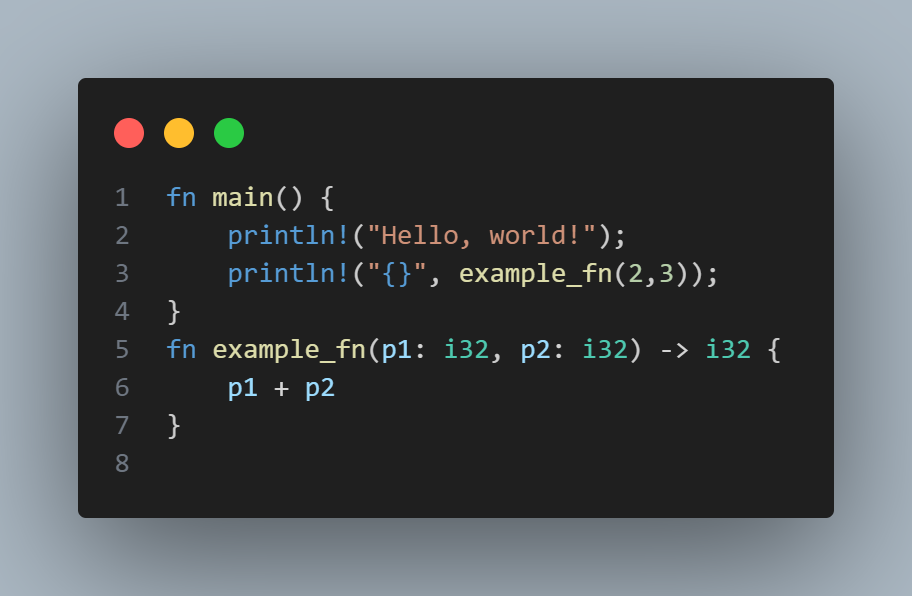 1 fn main() {
2     println!("Hello, world!");
3     println!("{}", example_fn(2,3));
4 }
5 fn example_fn(p1: i32, p2: i32) -> i32 {
6     p1 + p2
7 }
8